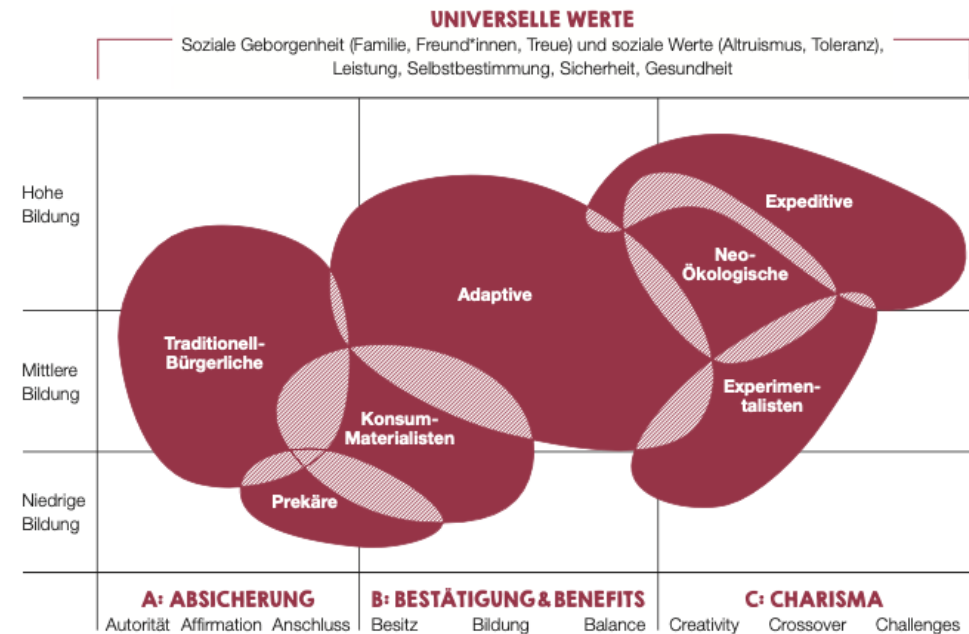 UNIVERSELLE WERTE
Soziale Geborgenheit (Familie, Freund*innen, Treue) und soziale Werte (Altruismus, Toleranz),
Leistung, Selbstbestimmung, Sicherheit, Gesundheit
Hohe
Bildung
Expeditive
Neo-
Ökologische
Adaptive
Mittlere
Bildung
Traditionell-
Bürgerliche
Experimen-
talisten
Konsum-
Materialisten
Niedrige
Bildung
Prekäre
A: ABSICHERUNG
Autorität Affirmation Anschluss
B: BESTÄTIGUNG & BENEFITS
Besitz Bildung Balance
C: CHARISMA
Creativity Crossover Challenges